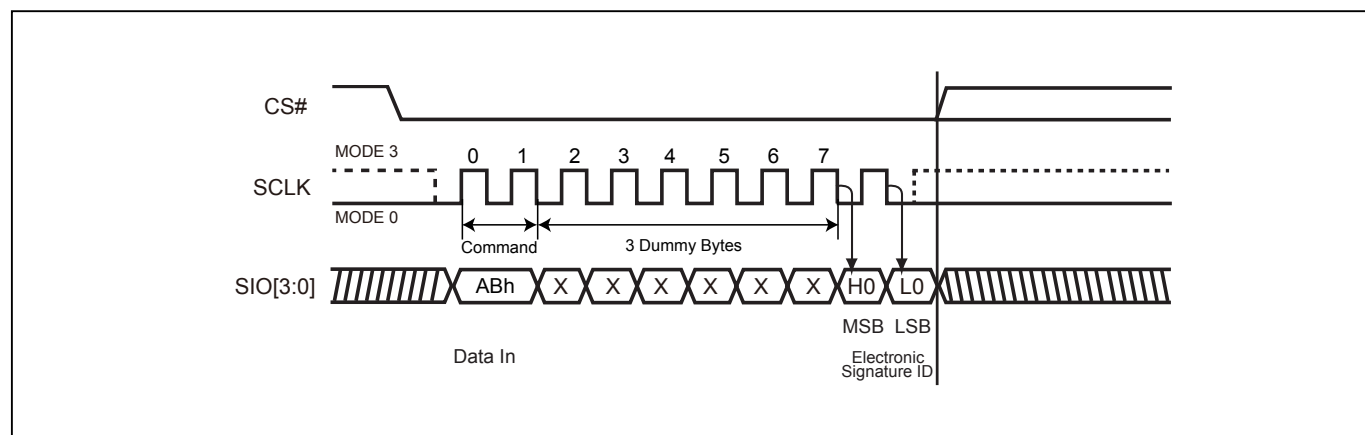 CS#
MODE 3
0 1 2 3 4 5 6 7
SCLK
MODE 0
Command
3 Dummy Bytes
SIO[3:0]
ABh X X X X X X H0 L0
MSB LSB
Data In
Electronic
Signature ID